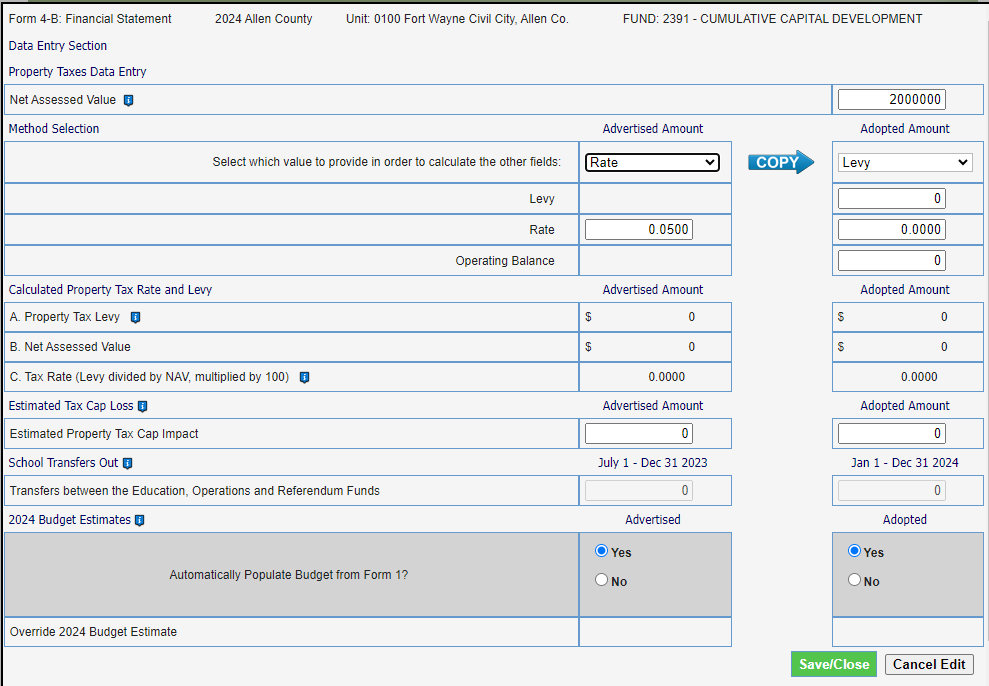 Form 4-B: Financial Statement 2024 Allen County Unit: 0100 Fort Wayne Civil City, Allen Co. FUND: 2391 - CUMULATIVE CAPITAL DEVELOPMENT
Data Entry Section
Property Taxes Data Entry
Net Assessed Value i 2000000
Method Selection Advertised Amount Adopted Amount
Select which value to provide in order to calculate the other fields: Rate COPY Levy
Levy 0
Rate 0.0500 0.0000
Operating Balance 0
Calculated Property Tax Rate and Levy Advertised Amount Adopted Amount
A. Property Tax Levy i $ 0 $ 0
B. Net Assessed Value $ 0 $ 0
C. Tax Rate (Levy divided by NAV, multiplied by 100) i 0.0000 0.0000
Estimated Tax Cap Loss i Advertised Amount Adopted Amount
Estimated Property Tax Cap Impact 0 0
School Transfers Out i July 1 - Dec 31 2023 Jan 1 - Dec 31 2024
Transfers between the Education, Operations and Referendum Funds 0 0
2024 Budget Estimates i Advertised Adopted
Automatically Populate Budget from Form 1? Yes Yes
No No
Override 2024 Budget Estimate
Save/Close Cancel Edit